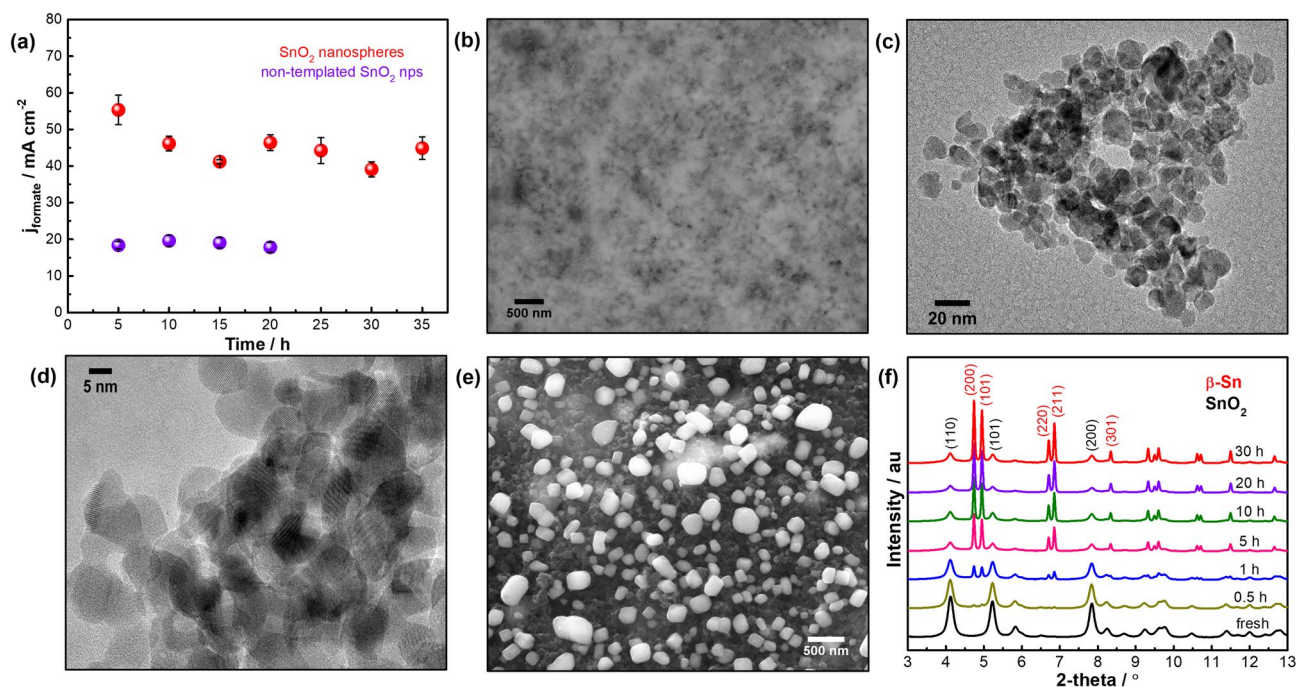 (a)
80
70
60
50
40
30
20
10
0
j_formate / mA cm⁻²
SnO₂ nanospheres
non-templated SnO₂ nps
0 5 10 15 20 25 30 35
Time / h
(b)
500 nm
(c)
20 nm
(d)
5 nm
(e)
500 nm
(f)
β-Sn
SnO₂
(110)
(200)
(101)
(101)
(220)
(211)
(200)
(301)
30 h
20 h
10 h
5 h
1 h
0.5 h
fresh
Intensity / au
3 4 5 6 7 8 9 10 11 12 13
2-theta / °